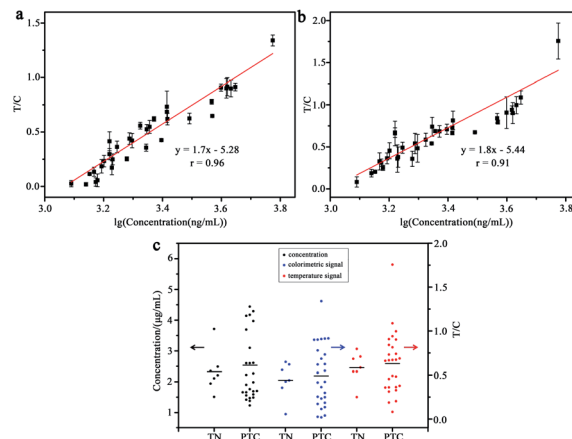 a
T/C
1.5
1.0
0.5
0.0
y = 1.7x - 5.28
r = 0.96
3.0 3.2 3.4 3.6 3.8
lg(Concentration(ng/mL))
b
T/C
2.0
1.5
1.0
0.5
0.0
y = 1.8x - 5.44
r = 0.91
3.0 3.2 3.4 3.6 3.8
lg(Concentration(ng/mL))
c
concentration
colorimetric signal
temperature signal
Concentration/(μg/mL)
6
5
4
3
2
1
T/C
2.0
1.5
1.0
0.5
0.0
TN PTC TN PTC TN PTC